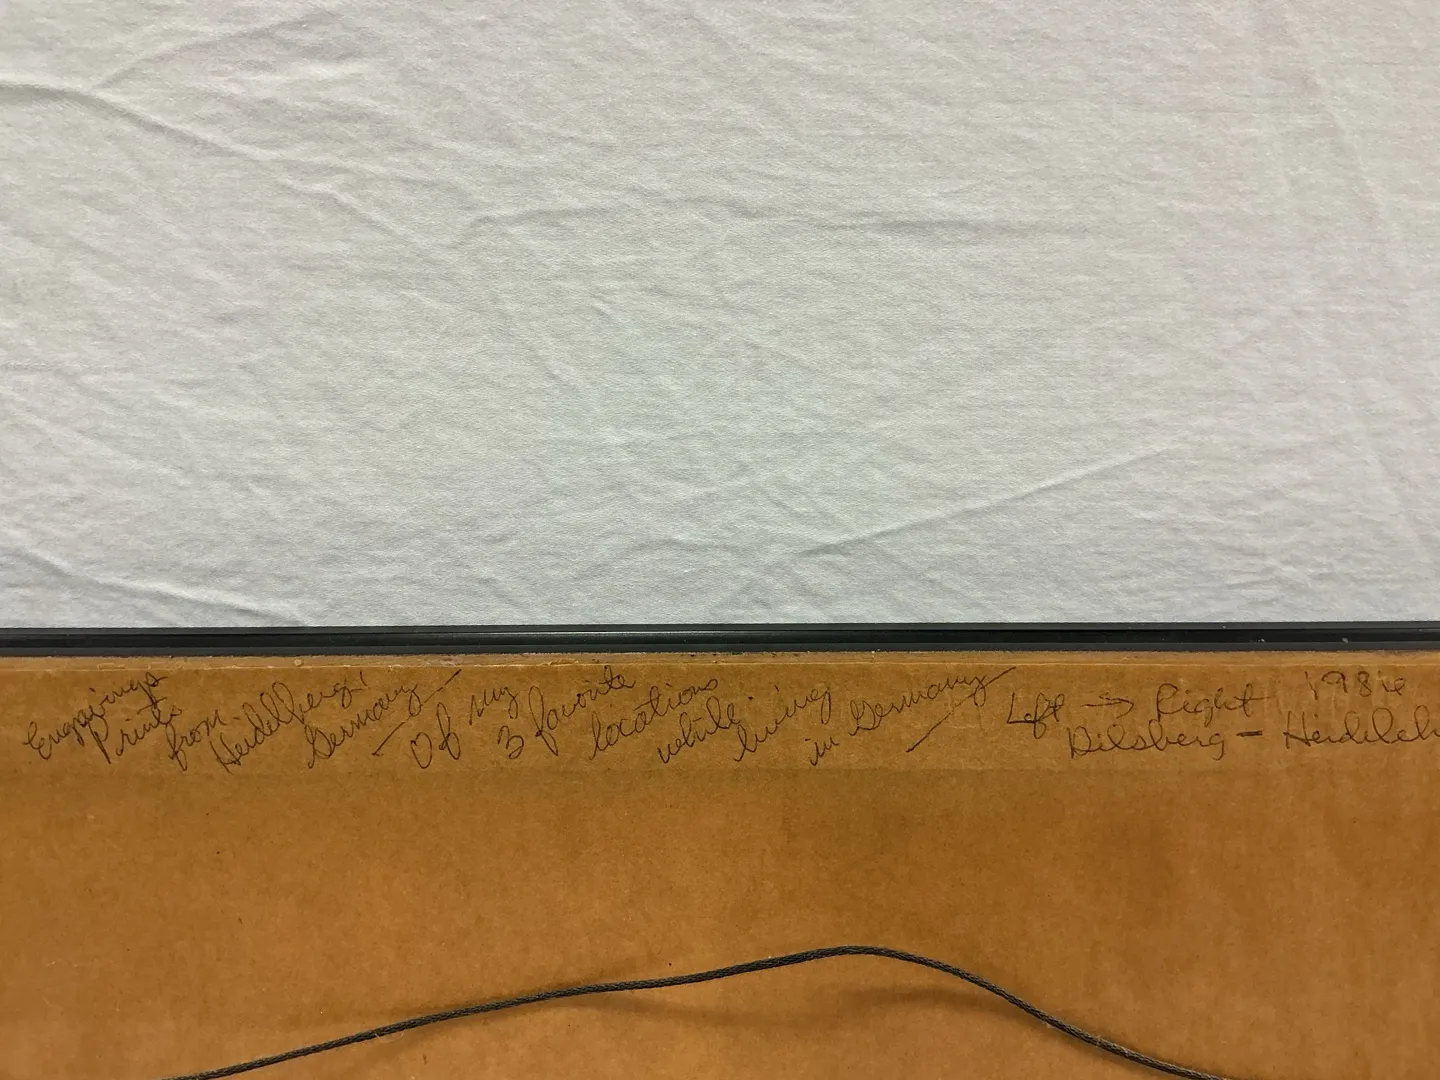 Engravings
Prints
from
Heidelberg,
Germany —
— Of my
3 favorite
locations
while
living
in Germany —
— Left → Right 1986
Dilsberg – Heidelb